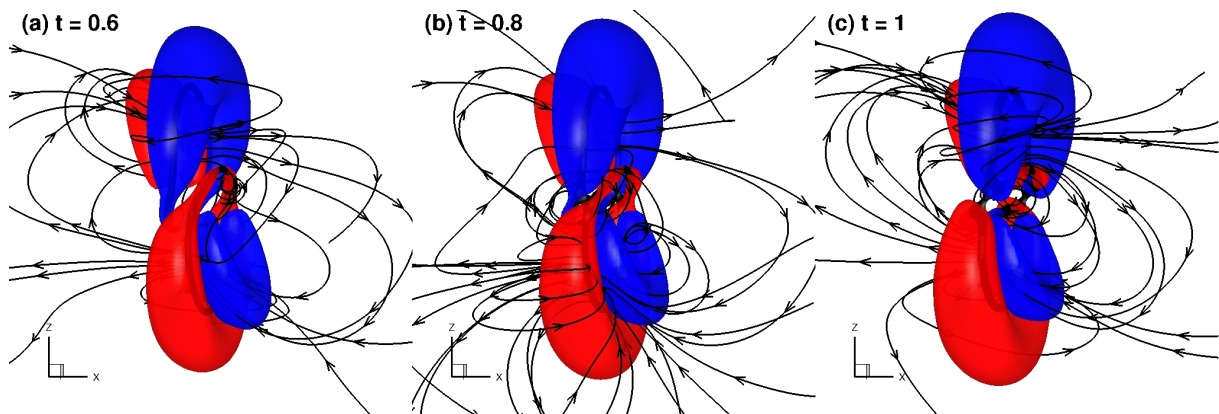 (a) t = 0.6
(b) t = 0.8
(c) t = 1
z
x
z
x
z
x